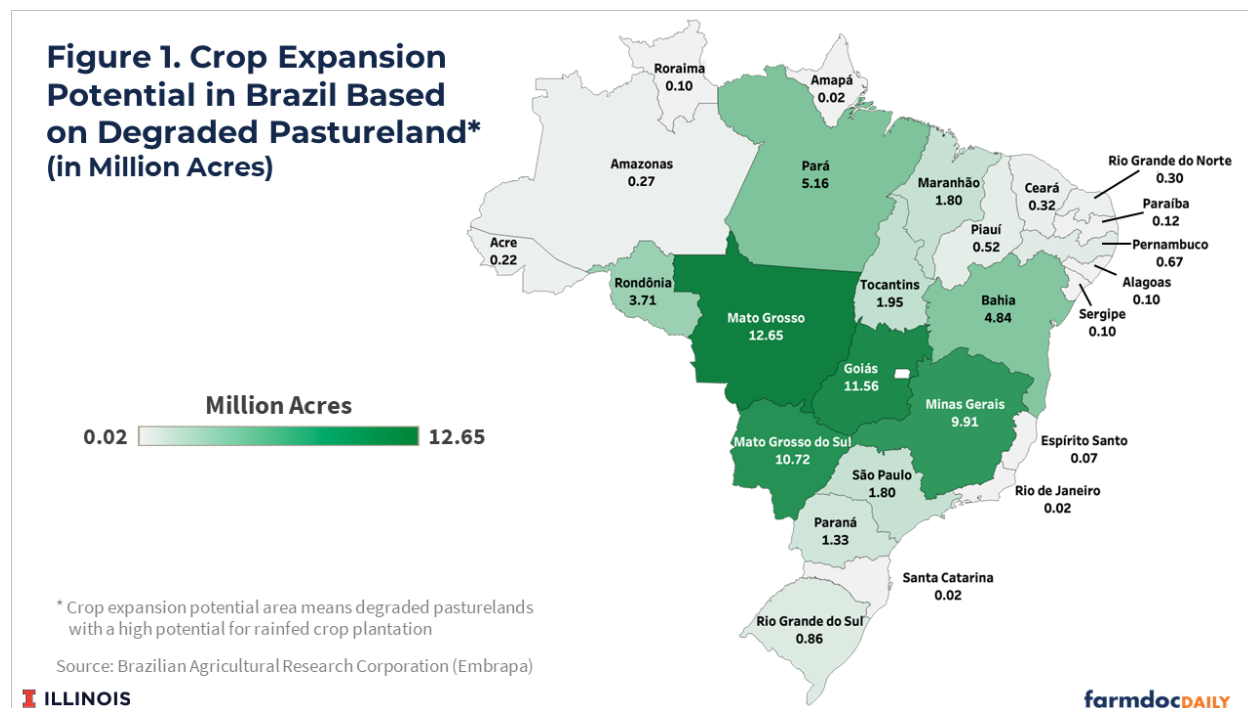 Figure 1. Crop Expansion
Potential in Brazil Based
on Degraded Pastureland*
(in Million Acres)
Roraima
0.10
Amapá
0.02
Amazonas
0.27
Pará
5.16
Maranhão
1.80
Ceará
0.32
Rio Grande do Norte
0.30
Paraíba
0.12
Piauí
0.52
Pernambuco
0.67
Acre
0.22
Alagoas
0.10
Rondônia
3.71
Tocantins
1.95
Bahia
4.84
Sergipe
0.10
Mato Grosso
12.65
Goiás
11.56
Minas Gerais
9.91
Million Acres
0.02
12.65
Mato Grosso do Sul
10.72
Espírito Santo
0.07
São Paulo
1.80
Rio de Janeiro
0.02
Paraná
1.33
Santa Catarina
0.02
Rio Grande do Sul
0.86
* Crop expansion potential area means degraded pasturelands
with a high potential for rainfed crop plantation
Source: Brazilian Agricultural Research Corporation (Embrapa)
I ILLINOIS
farmdocDAILY